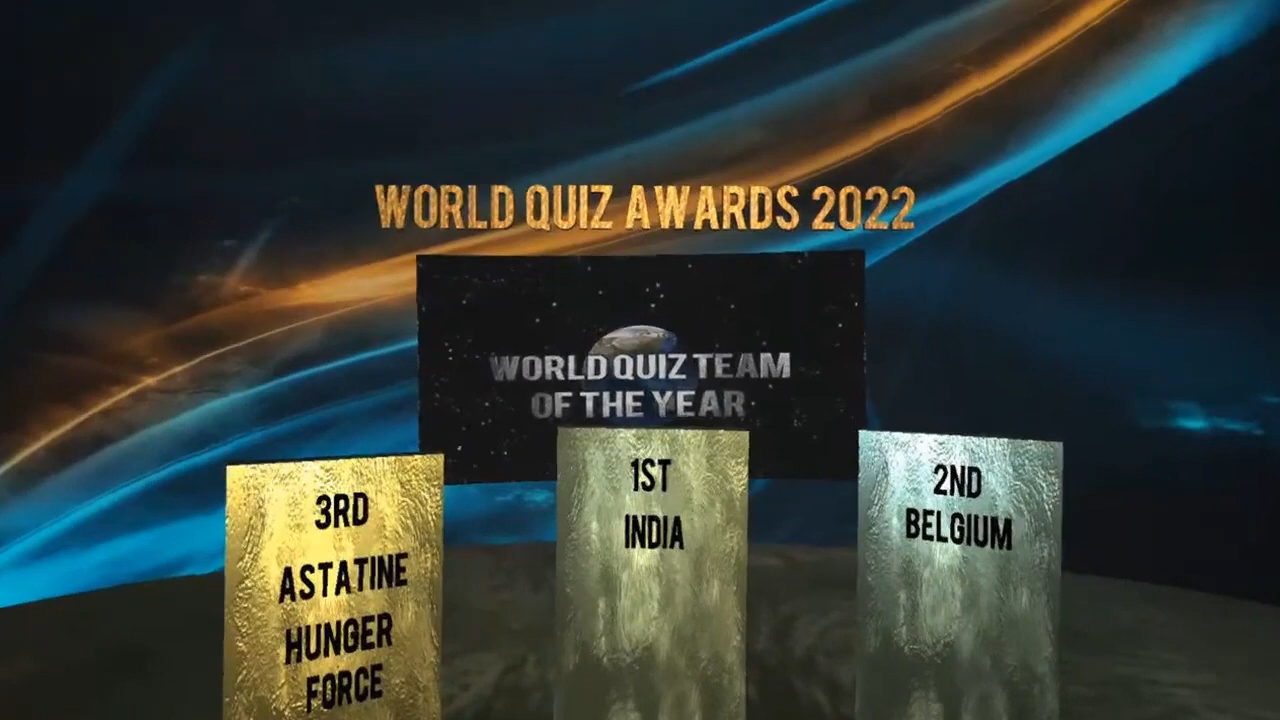 WORLD QUIZ AWARDS 2022
WORLD QUIZ TEAM
OF THE YEAR
3RD
ASTATINE
HUNGER
FORCE
1ST
INDIA
2ND
BELGIUM